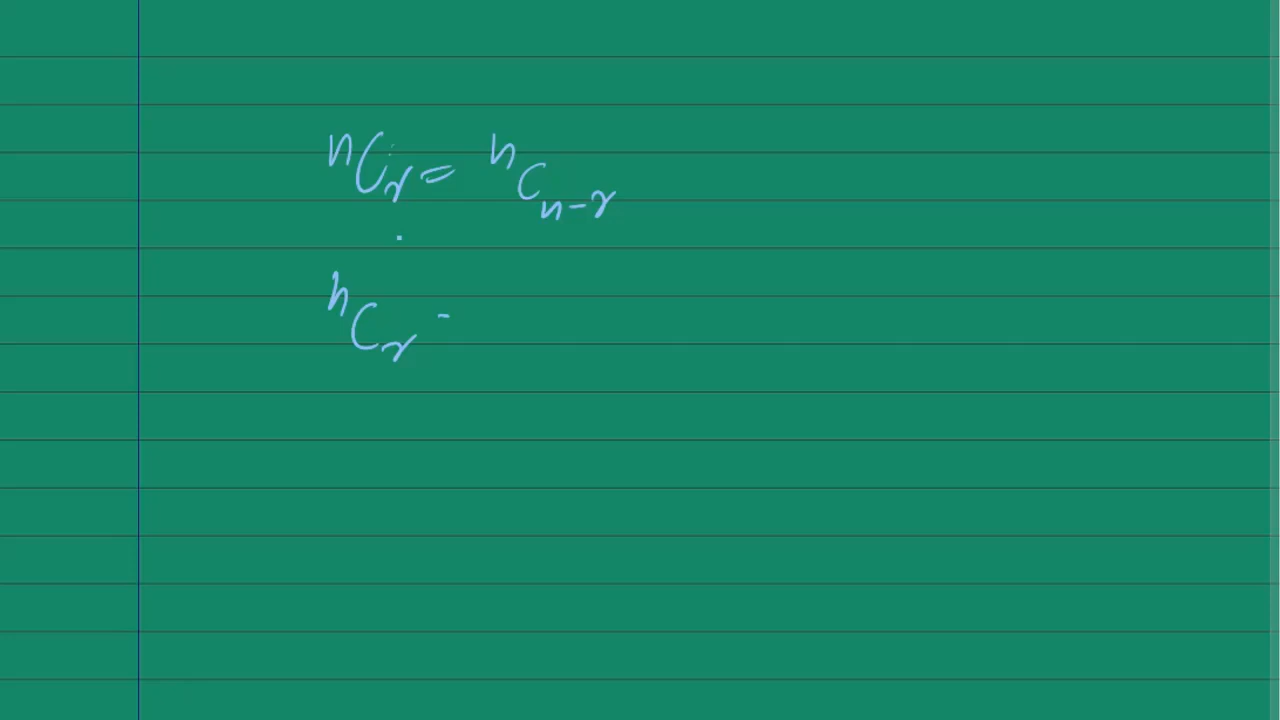 ⁿCᵣ = ⁿCₙ₋ᵣ
ⁿCᵣ -